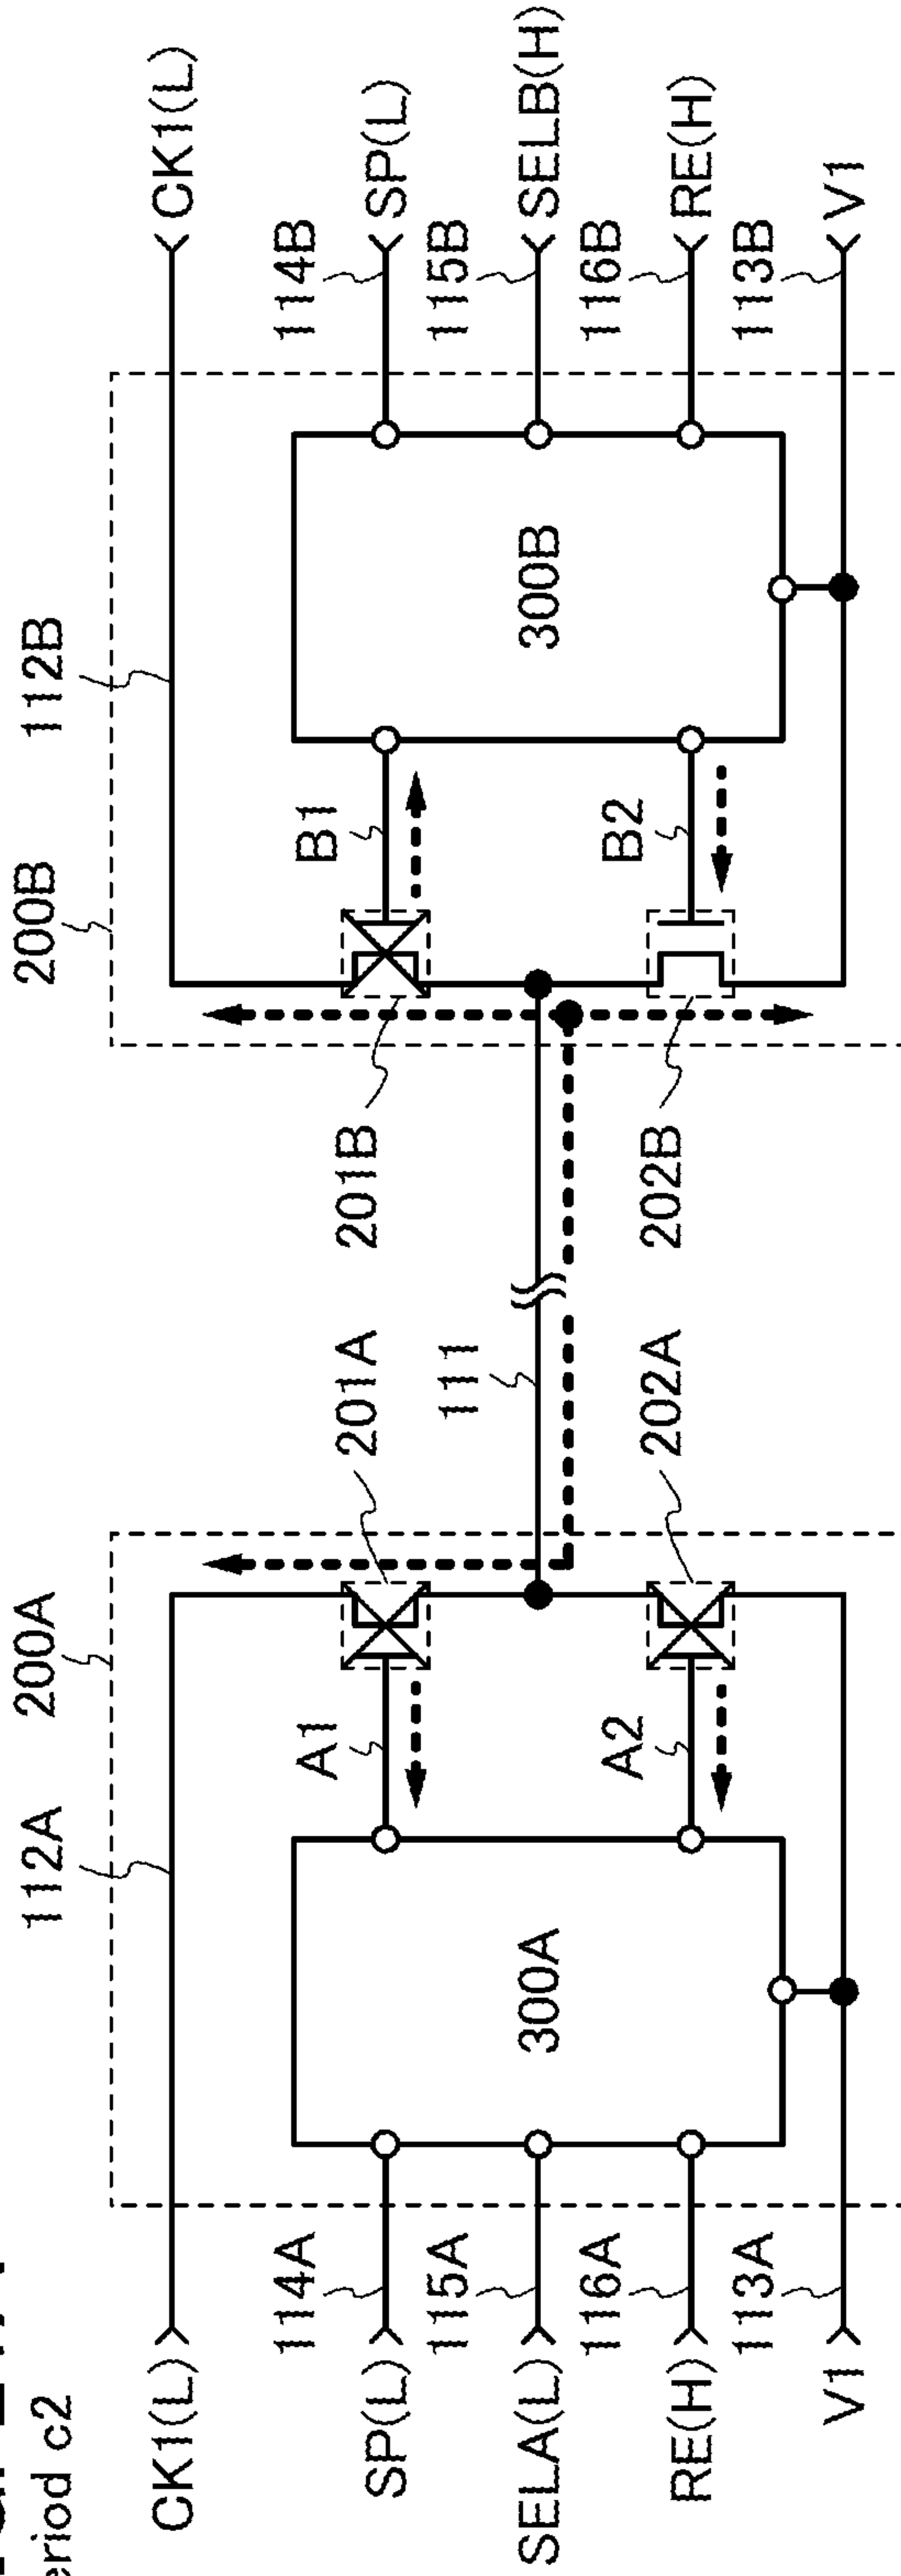 period c2
200A
200B
112A
112B
CK1(L)
CK1(L)
114A
SP(L)
A1
201A
201B
B1
114B
SP(L)
115A
SELA(L)
300A
111
300B
115B
SELB(H)
116A
RE(H)
A2
202A
202B
B2
116B
RE(H)
113A
V1
113B
V1